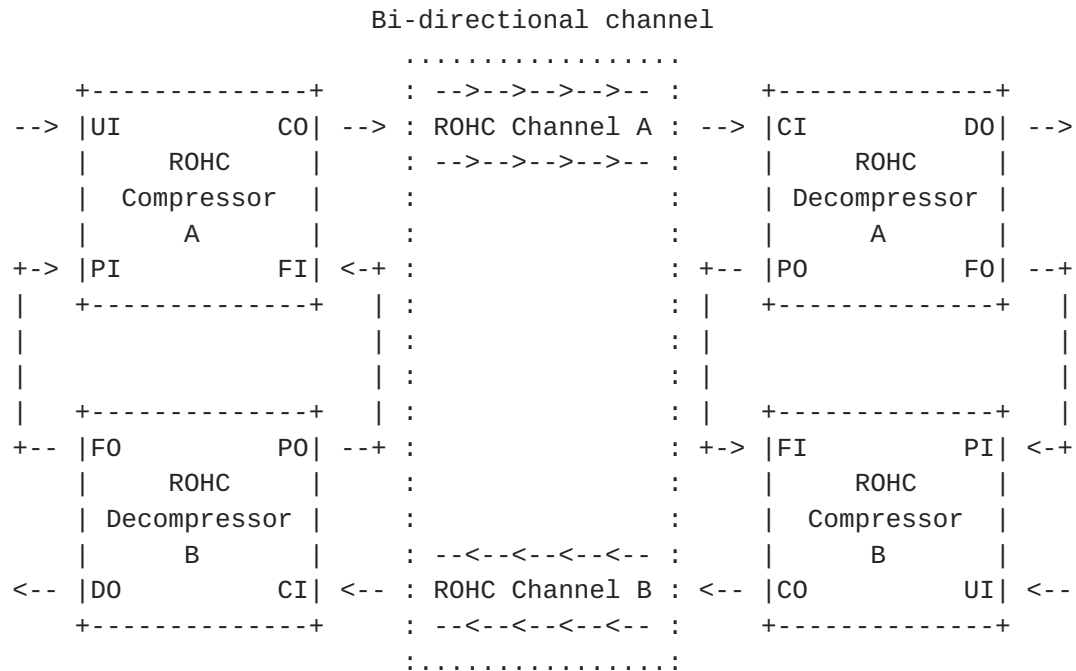 Bi-directional channel
                          ..................
    +---------------+     : -->-->-->-->-- :     +---------------+
--> |UI           CO| --> : ROHC Channel A : --> |CI           DO| -->
    |     ROHC      |     : -->-->-->-->-- :     |     ROHC      |
    |  Compressor   |     :                :     | Decompressor  |
    |       A       |     :                :     |       A       |
+-> |PI           FI| <-+ :                : +-- |PO           FO| --+
|   +---------------+   | :                : |   +---------------+   |
|                       | :                : |                       |
|                       | :                : |                       |
|   +---------------+   | :                : |   +---------------+   |
+-- |FO           PO| --+ :                : +-> |FI           PI| <-+
    |     ROHC      |     :                :     |     ROHC      |
    | Decompressor  |     :                :     |  Compressor   |
    |       B       |     : --<--<--<--<-- :     |       B       |
<-- |DO           CI| <-- : ROHC Channel B : <-- |CO           UI| <--
    +---------------+     : --<--<--<--<-- :     +---------------+
                          :................: